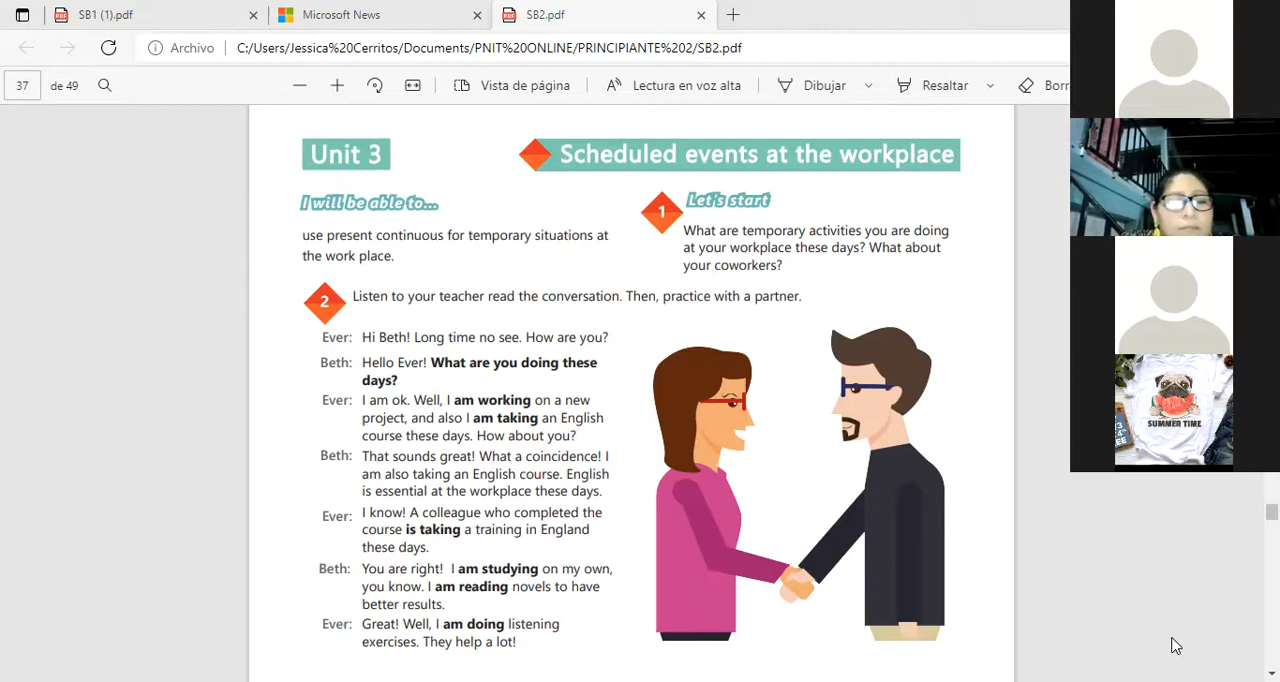 SB1 (1).pdf
Microsoft News
SB2.pdf
Archivo
C:/Users/Jessica%20Cerritos/Documents/PNIT%20ONLINE/PRINCIPIANTE%202/SB2.pdf
37
de 49
Vista de página
Lectura en voz alta
Dibujar
Resaltar
Bor
Unit 3
Scheduled events at the workplace
I will be able to...
use present continuous for temporary situations at
the work place.
1
Let's start
What are temporary activities you are doing
at your workplace these days? What about
your coworkers?
2
Listen to your teacher read the conversation. Then, practice with a partner.
Ever: Hi Beth! Long time no see. How are you?
Beth: Hello Ever! What are you doing these
days?
Ever: I am ok. Well, I am working on a new
project, and also I am taking an English
course these days. How about you?
Beth: That sounds great! What a coincidence! I
am also taking an English course. English
is essential at the workplace these days.
Ever: I know! A colleague who completed the
course is taking a training in England
these days.
Beth: You are right! I am studying on my own,
you know. I am reading novels to have
better results.
Ever: Great! Well, I am doing listening
exercises. They help a lot!
SUMMER TIME